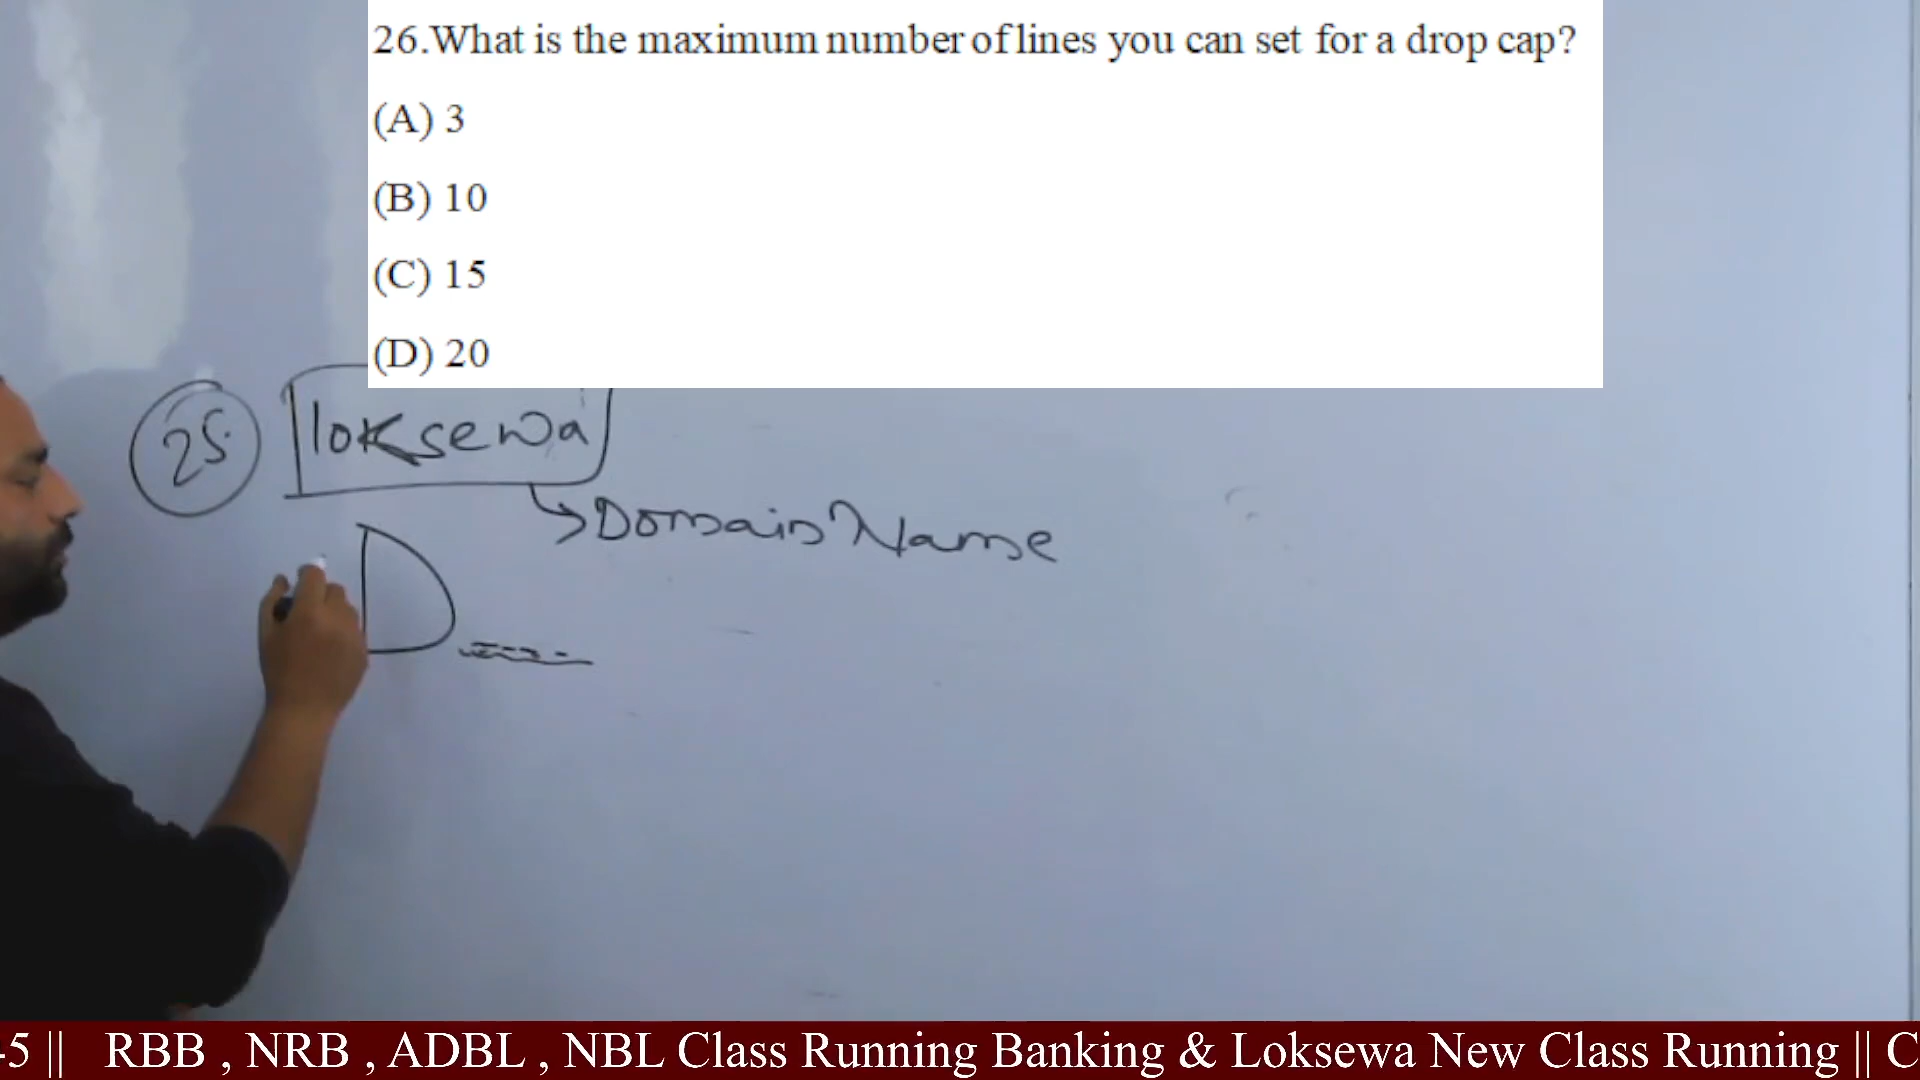 26.What is the maximum number of lines you can set for a drop cap?
(A) 3
(B) 10
(C) 15
(D) 20
25 loksewa
Domain Name
D
-5 || RBB , NRB , ADBL , NBL Class Running Banking & Loksewa New Class Running || C